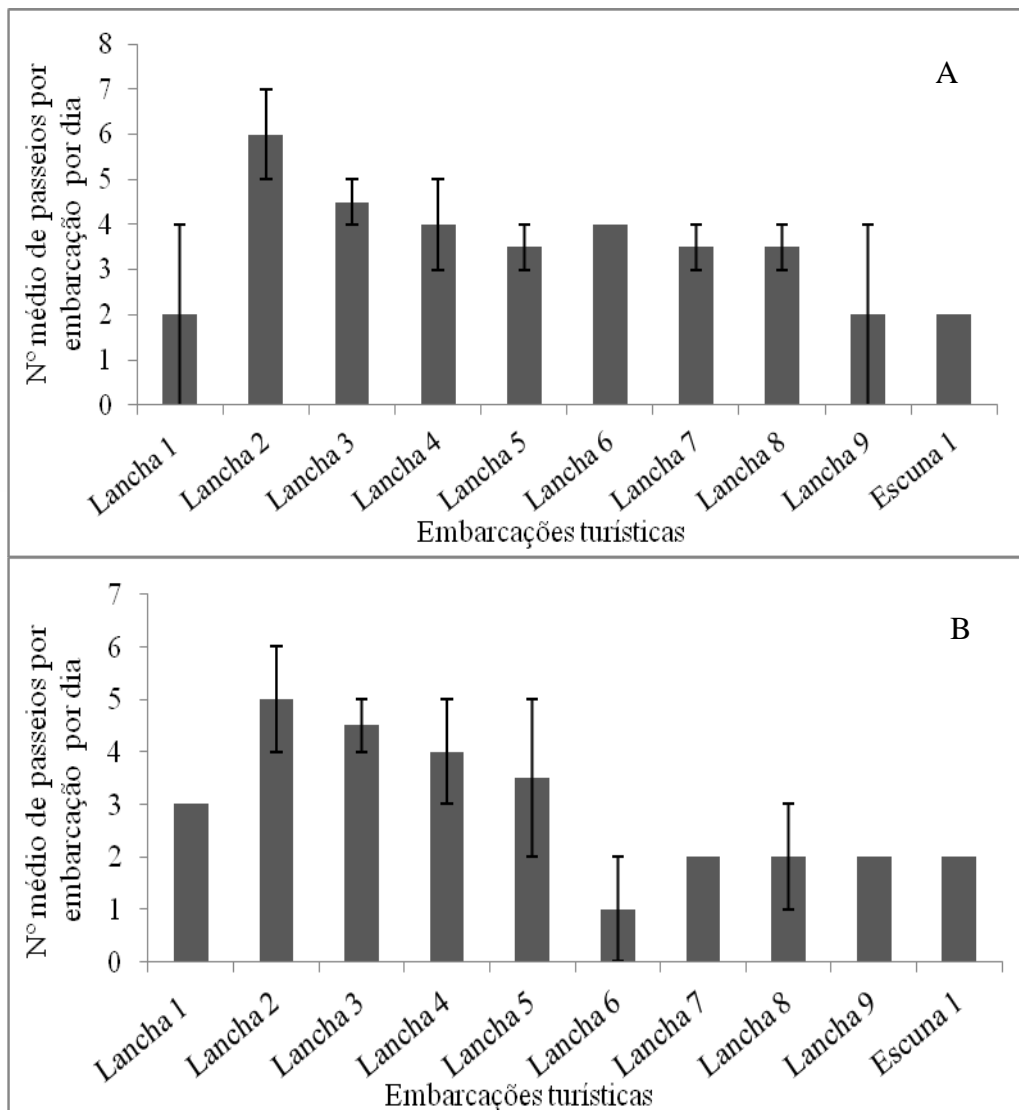 A
Nº médio de passeios por
embarcação por dia
8
7
6
5
4
3
2
1
0
Lancha 1
Lancha 2
Lancha 3
Lancha 4
Lancha 5
Lancha 6
Lancha 7
Lancha 8
Lancha 9
Escuna 1
Embarcações turísticas
B
Nº médio de passeios por
embarcação por dia
7
6
5
4
3
2
1
0
Lancha 1
Lancha 2
Lancha 3
Lancha 4
Lancha 5
Lancha 6
Lancha 7
Lancha 8
Lancha 9
Escuna 1
Embarcações turísticas